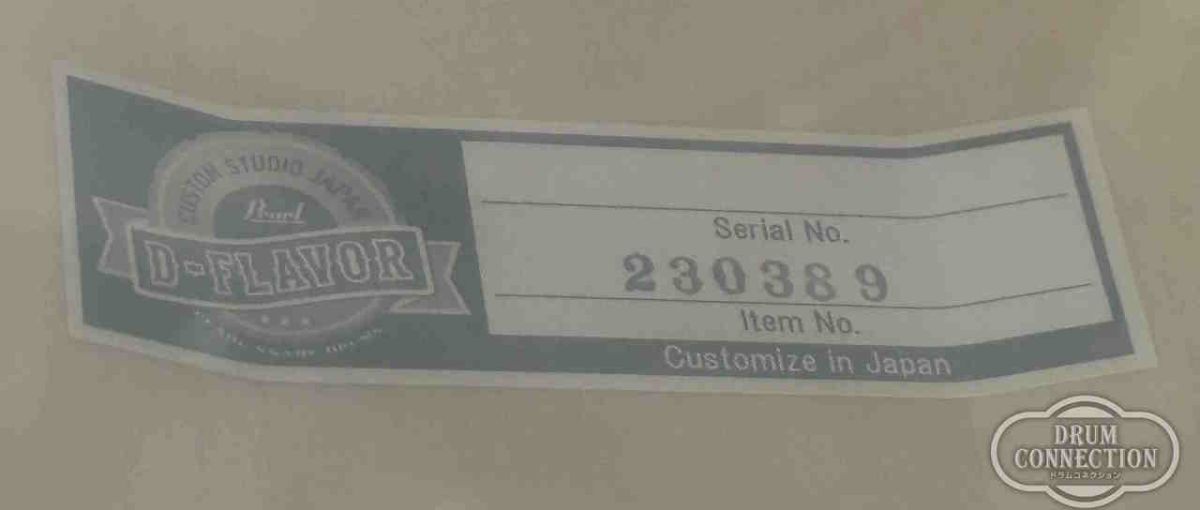 CUSTOM STUDIO JAPAN
Pearl
D-FLAVOR
Serial No.
230389
Item No.
Customize in Japan
DRUM
CONNECTION
ドラムコネクション